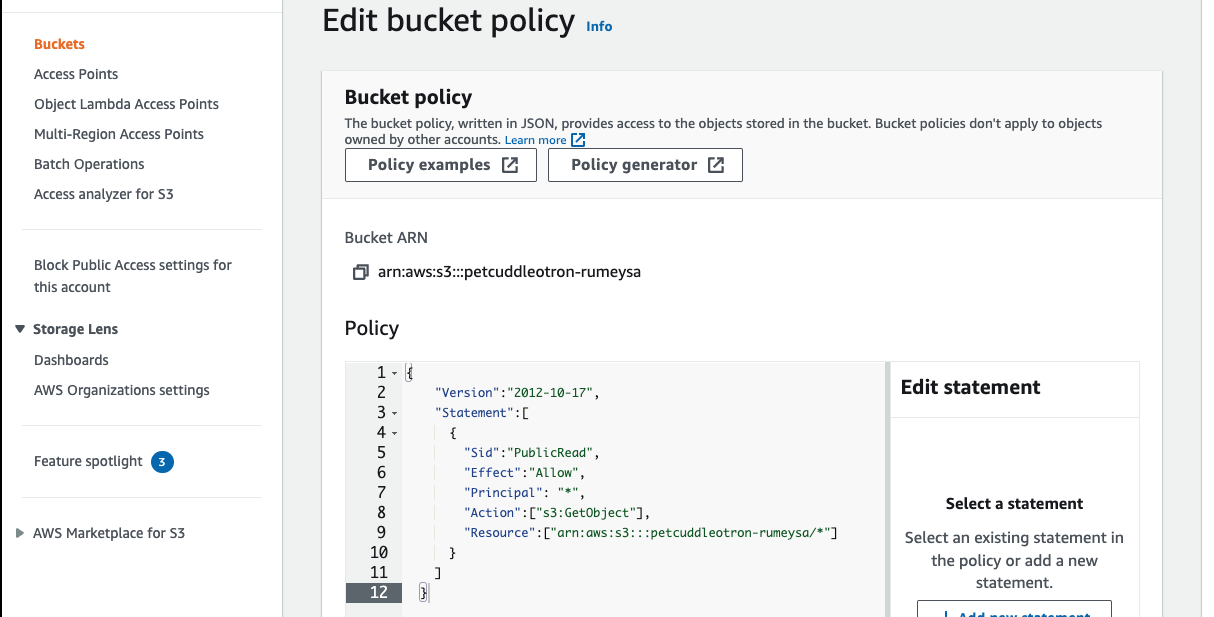 Buckets
Access Points
Object Lambda Access Points
Multi-Region Access Points
Batch Operations
Access analyzer for S3
Block Public Access settings for
this account
Storage Lens
Dashboards
AWS Organizations settings
Feature spotlight 3
AWS Marketplace for S3
Edit bucket policy Info
Bucket policy
The bucket policy, written in JSON, provides access to the objects stored in the bucket. Bucket policies don't apply to objects
owned by other accounts. Learn more
Policy examples
Policy generator
Bucket ARN
arn:aws:s3:::petcuddleotron-rumeysa
Policy
1 {
2 "Version":"2012-10-17",
3 "Statement":[
4 {
5 "Sid":"PublicRead",
6 "Effect":"Allow",
7 "Principal": "*",
8 "Action":["s3:GetObject"],
9 "Resource":["arn:aws:s3:::petcuddleotron-rumeysa/*"]
10 }
11 ]
12 }
Edit statement
Select a statement
Select an existing statement in
the policy or add a new
statement.
Add new statement